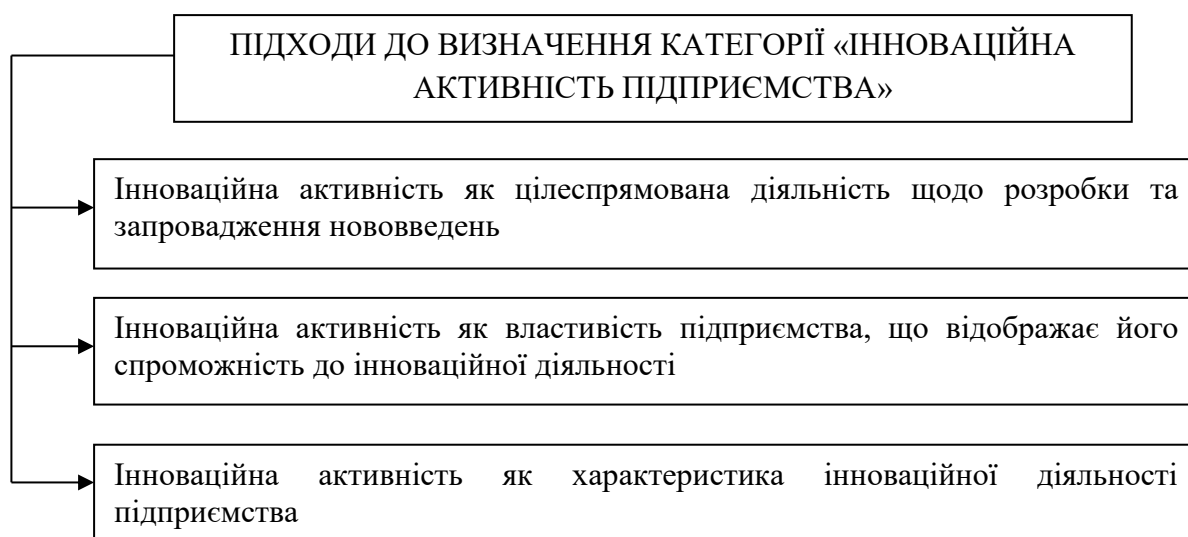 ПІДХОДИ ДО ВИЗНАЧЕННЯ КАТЕГОРІЇ «ІННОВАЦІЙНА
АКТИВНІСТЬ ПІДПРИЄМСТВА»
Інноваційна активність як цілеспрямована діяльність щодо розробки та
запровадження нововведень
Інноваційна активність як властивість підприємства, що відображає його
спроможність до інноваційної діяльності
Інноваційна активність як характеристика інноваційної діяльності
підприємства